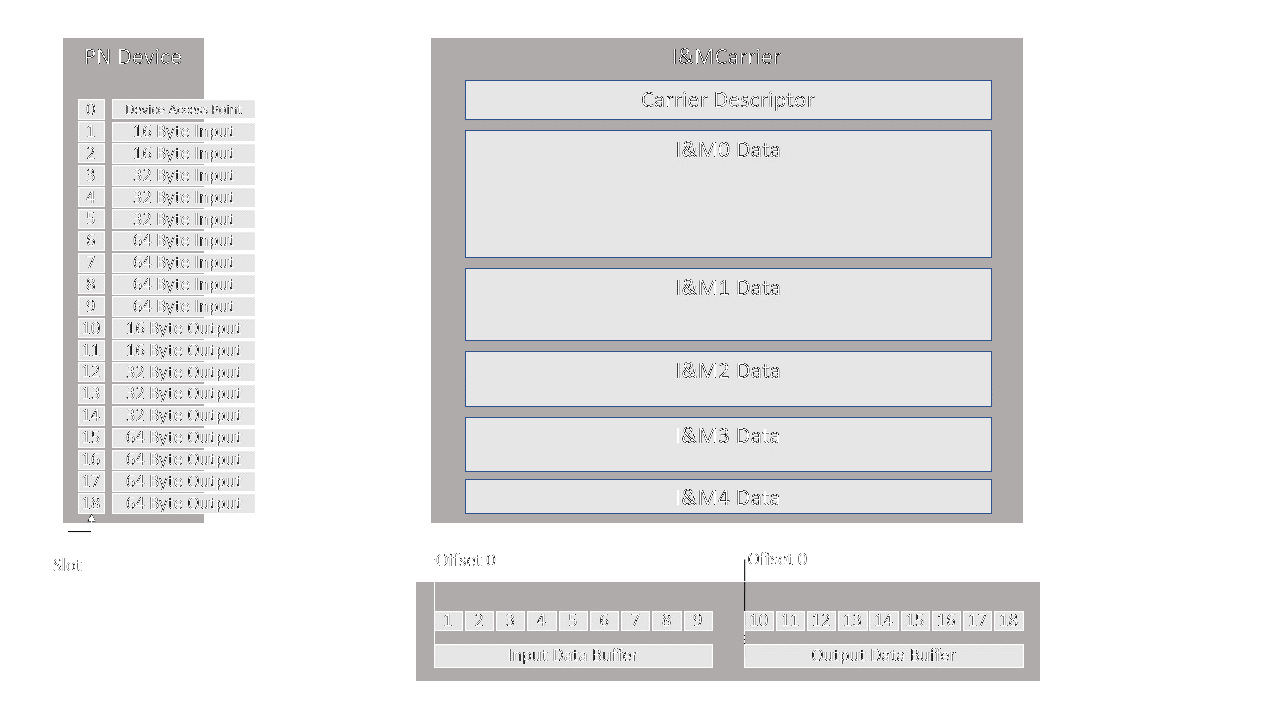 PN Device
0 Device Access Point
1 16 Byte Input
2 16 Byte Input
3 32 Byte Input
4 32 Byte Input
5 32 Byte Input
6 64 Byte Input
7 64 Byte Input
8 64 Byte Input
9 64 Byte Input
10 16 Byte Output
11 16 Byte Output
12 32 Byte Output
13 32 Byte Output
14 32 Byte Output
15 64 Byte Output
16 64 Byte Output
17 64 Byte Output
18 64 Byte Output
Slot
I&MCarrier
Carrier Descriptor
I&M0 Data
I&M1 Data
I&M2 Data
I&M3 Data
I&M4 Data
Offset 0
1 2 3 4 5 6 7 8 9
Input Data Buffer
Offset 0
10 11 12 13 14 15 16 17 18
Output Data Buffer